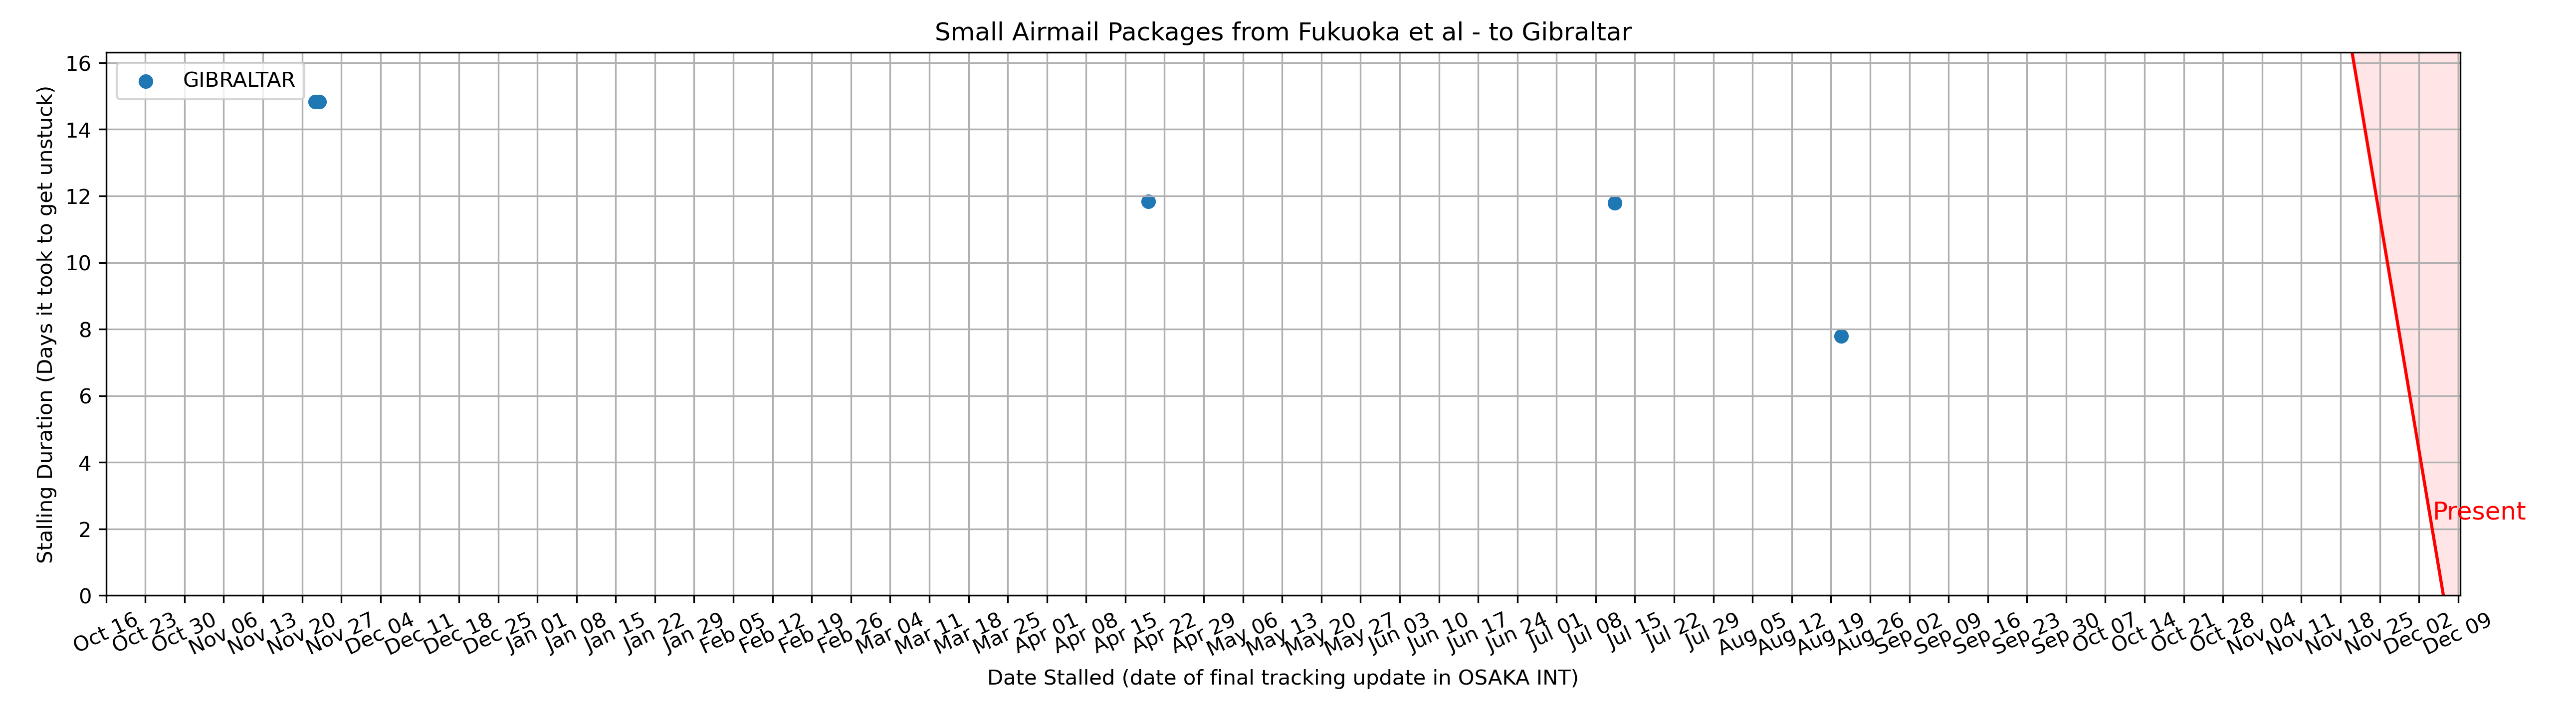 Small Airmail Packages from Fukuoka et al - to Gibraltar
GIBRALTAR
Stalling Duration (Days it took to get unstuck)
16
14
12
10
8
6
4
2
0
Present
Oct 16
Oct 23
Oct 30
Nov 06
Nov 13
Nov 20
Nov 27
Dec 04
Dec 11
Dec 18
Dec 25
Jan 01
Jan 08
Jan 15
Jan 22
Jan 29
Feb 05
Feb 12
Feb 19
Feb 26
Mar 04
Mar 11
Mar 18
Mar 25
Apr 01
Apr 08
Apr 15
Apr 22
Apr 29
May 06
May 13
May 20
May 27
Jun 03
Jun 10
Jun 17
Jun 24
Jul 01
Jul 08
Jul 15
Jul 22
Jul 29
Aug 05
Aug 12
Aug 19
Aug 26
Sep 02
Sep 09
Sep 16
Sep 23
Sep 30
Oct 07
Oct 14
Oct 21
Oct 28
Nov 04
Nov 11
Nov 18
Nov 25
Dec 02
Dec 09
Date Stalled (date of final tracking update in OSAKA INT)